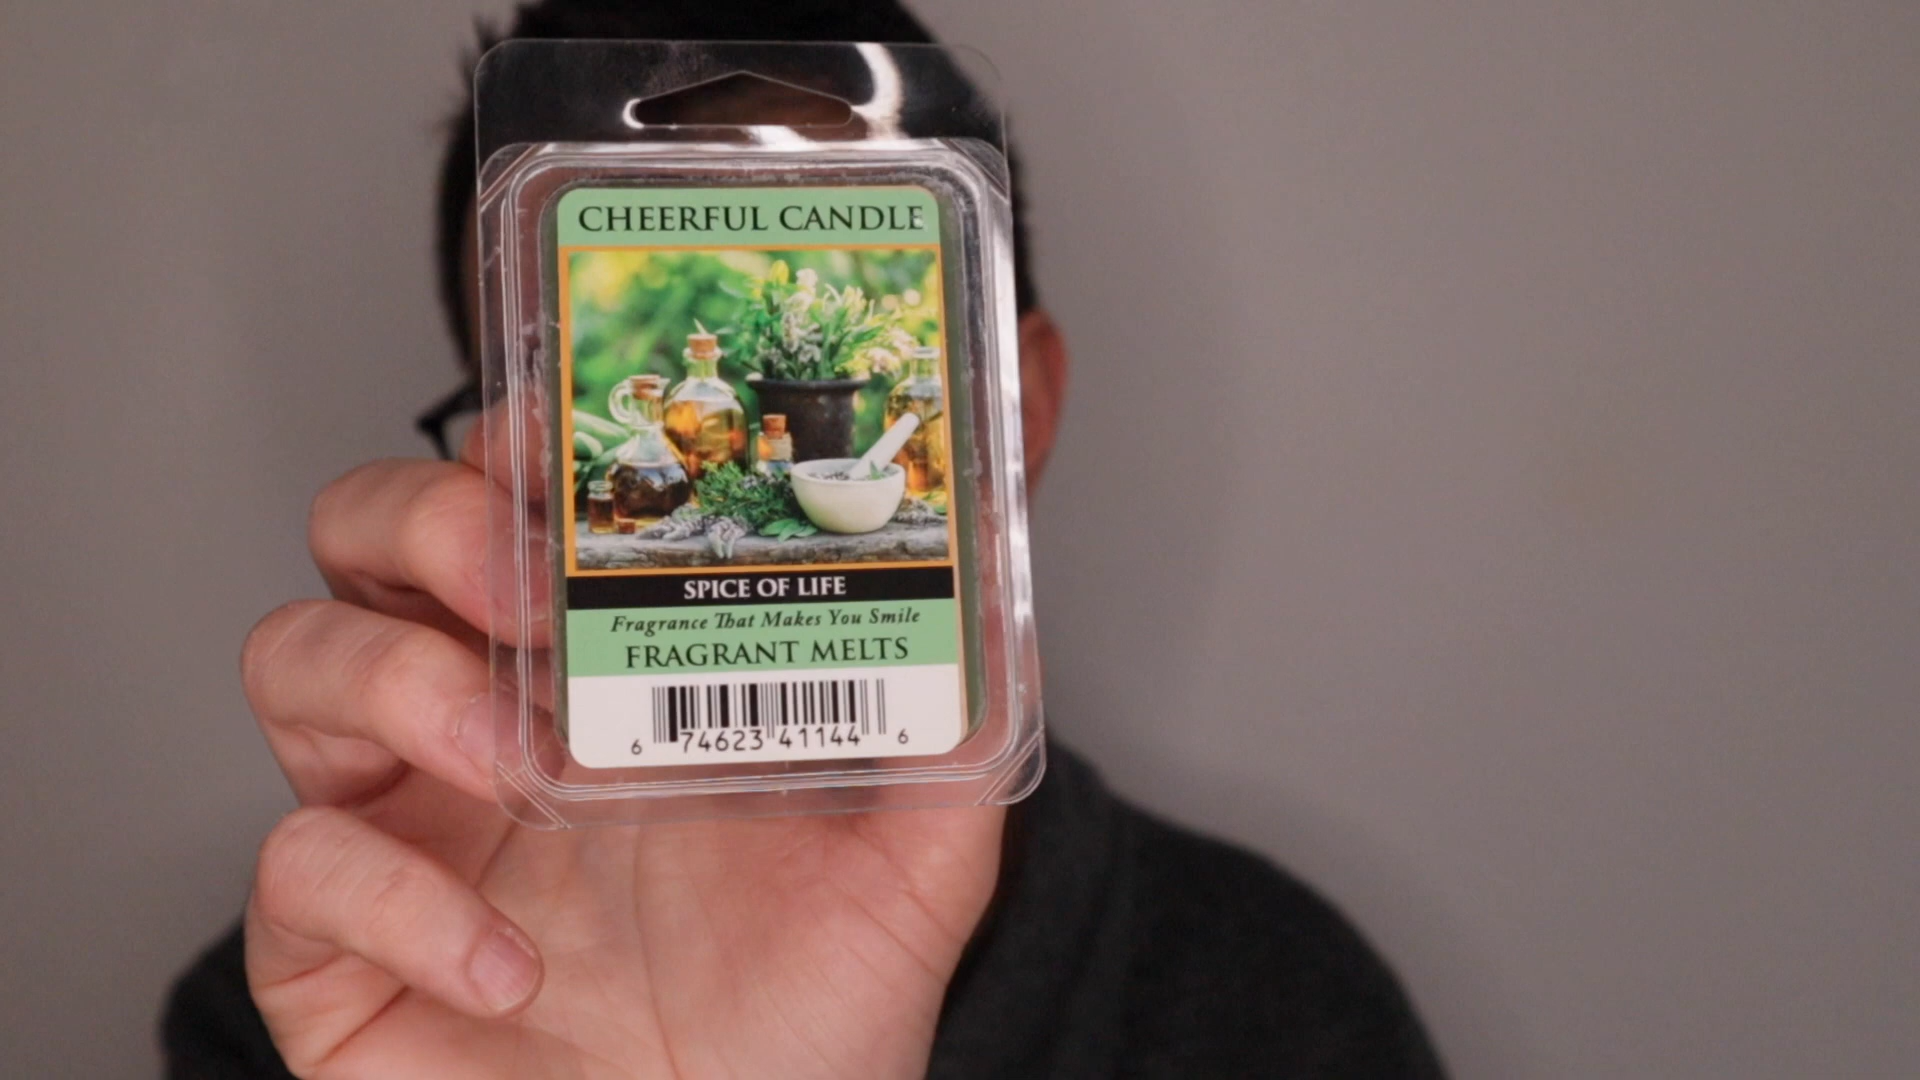 CHEERFUL CANDLE
SPICE OF LIFE
Fragrance That Makes You Smile
FRAGRANT MELTS
6 74623 41144 6